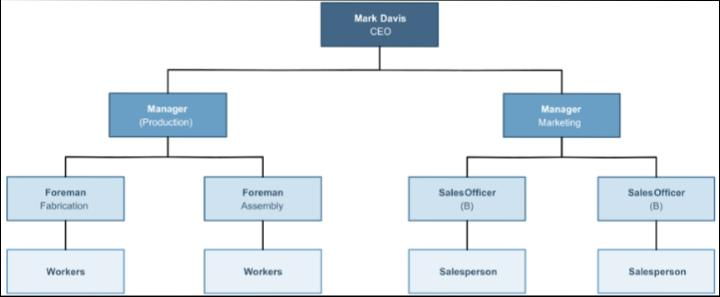 Mark Davis
CEO
Manager
(Production)
Manager
Marketing
Foreman
Fabrication
Foreman
Assembly
SalesOfficer
(B)
SalesOfficer
(B)
Workers
Workers
Salesperson
Salesperson